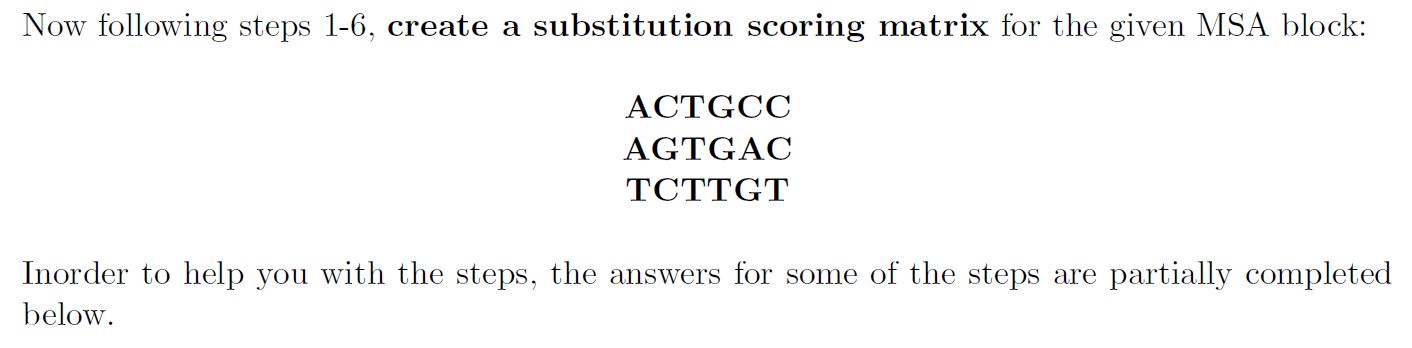 Now following steps 1-6, create a substitution scoring matrix for the given MSA block:
ACTGCC
AGTGAC
TCTTGT
Inorder to help you with the steps, the answers for some of the steps are partially completed
below.